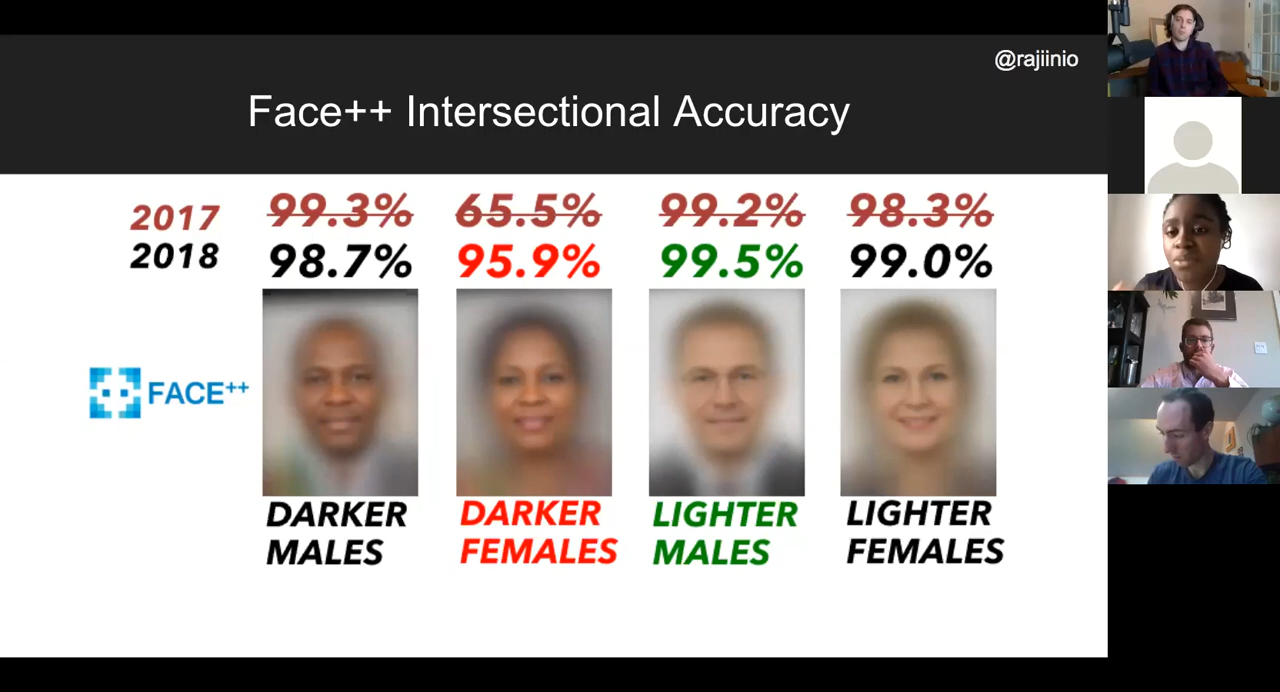 @rajiinio
Face++ Intersectional Accuracy
2017 99.3% 65.5% 99.2% 98.3%
2018 98.7% 95.9% 99.5% 99.0%
FACE++
DARKER MALES
DARKER FEMALES
LIGHTER MALES
LIGHTER FEMALES